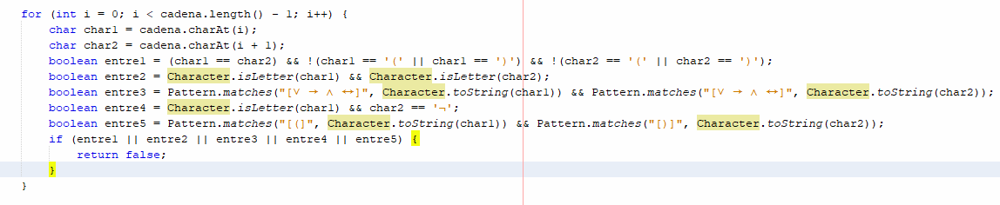 for (int i = 0; i < cadena.length() - 1; i++) {
char char1 = cadena.charAt(i);
char char2 = cadena.charAt(i + 1);
boolean entre1 = (char1 == char2) && !(char1 == '(' || char1 == ')') && !(char2 == '(' || char2 == ')');
boolean entre2 = Character.isLetter(char1) && Character.isLetter(char2);
boolean entre3 = Pattern.matches("[˅ → ˄ ↔]", Character.toString(char1)) && Pattern.matches("[˅ → ˄ ↔]", Character.toString(char2));
boolean entre4 = Character.isLetter(char1) && char2 == '¬';
boolean entre5 = Pattern.matches("[(]", Character.toString(char1)) && Pattern.matches("[)]", Character.toString(char2));
if (entre1 || entre2 || entre3 || entre4 || entre5) {
return false;
}
}